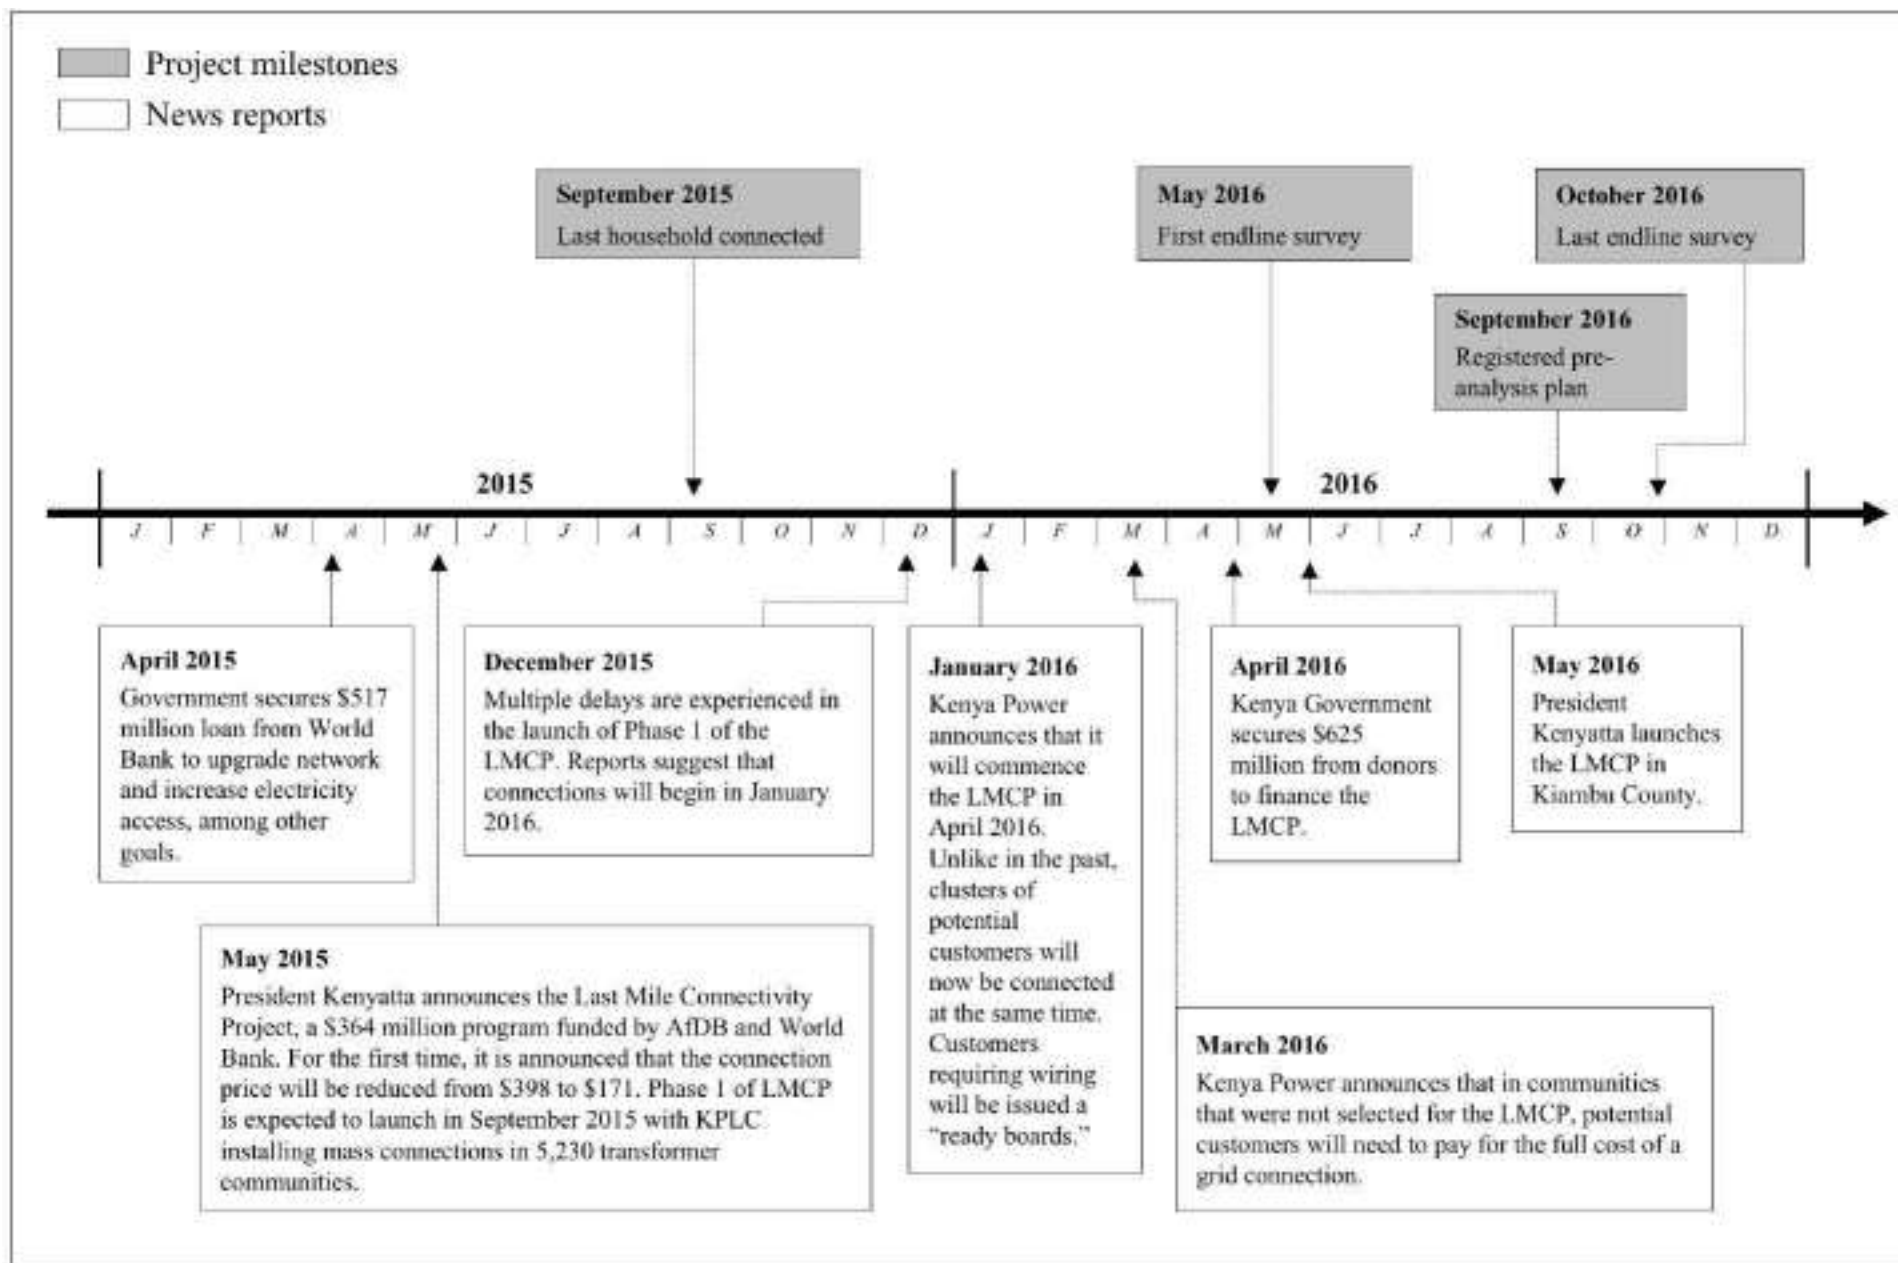 Project milestones
News reports
September 2015
Last household connected
May 2016
First endline survey
October 2016
Last endline survey
September 2016
Registered pre-
analysis plan
2015
2016
J F M A M J J A S O N D J F M A M J J A S O N D
April 2015
Government secures $517
million loan from World
Bank to upgrade network
and increase electricity
access, among other
goals.
December 2015
Multiple delays are experienced in
the launch of Phase 1 of the
LMCP. Reports suggest that
connections will begin in January
2016.
January 2016
Kenya Power
announces that it
will commence
the LMCP in
April 2016.
Unlike in the past,
clusters of
potential
customers will
now be connected
at the same time.
Customers
requiring wiring
will be issued a
“ready boards.”
April 2016
Kenya Government
secures $625
million from donors
to finance the
LMCP.
May 2016
President
Kenyatta launches
the LMCP in
Kiambu County.
May 2015
President Kenyatta announces the Last Mile Connectivity
Project, a $364 million program funded by AfDB and World
Bank. For the first time, it is announced that the connection
price will be reduced from $398 to $171. Phase 1 of LMCP
is expected to launch in September 2015 with KPLC
installing mass connections in 5,230 transformer
communities.
March 2016
Kenya Power announces that in communities
that were not selected for the LMCP, potential
customers will need to pay for the full cost of a
grid connection.